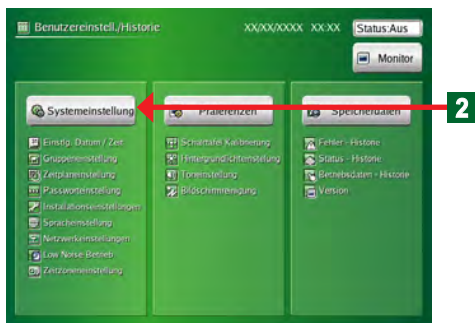 Benutzereinstell./Historie
XX/XX/XXXX XX:XX
Status:Aus
Monitor
Systemeinstellung
Präferenzen
Speicherdaten
2
Einstlg. Datum / Zeit
Gruppeneinstellung
Zeitplaneinstellung
Passworteinstellung
Installationseinstellungen
Spracheinstellung
Netzwerkeinstellungen
Low Noise-Betrieb
Zeitzoneneinstellung
Schalttafel Kalibrierung
Hintergrundlichteinstellung
Toneinstellung
Bildschirmreinigung
Fehler - Historie
Status - Historie
Betriebsdaten - Historie
Version